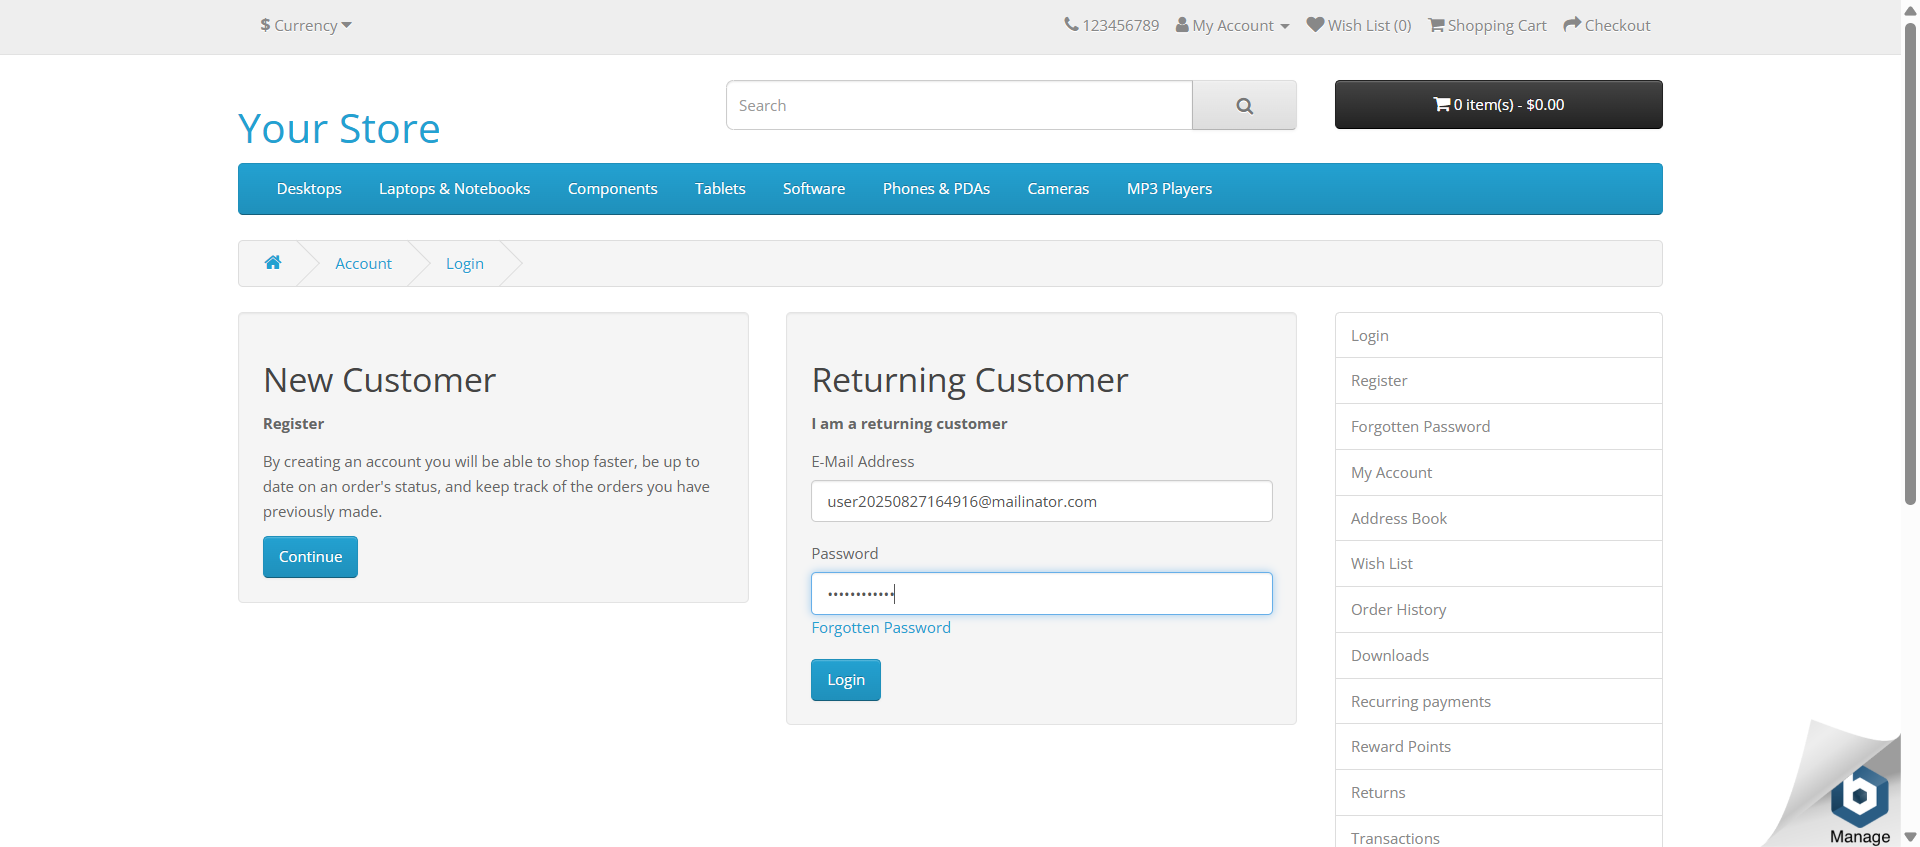 $ Currency
123456789 My Account Wish List (0) Shopping Cart Checkout
Your Store
Search
0 item(s) - $0.00
Desktops Laptops & Notebooks Components Tablets Software Phones & PDAs Cameras MP3 Players
Account Login
New Customer
Register
By creating an account you will be able to shop faster, be up to
date on an order's status, and keep track of the orders you have
previously made.
Continue
Returning Customer
I am a returning customer
E-Mail Address
user20250827164916@mailinator.com
Password
••••••••••••
Forgotten Password
Login
Login
Register
Forgotten Password
My Account
Address Book
Wish List
Order History
Downloads
Recurring payments
Reward Points
Returns
Transactions
b
Manage